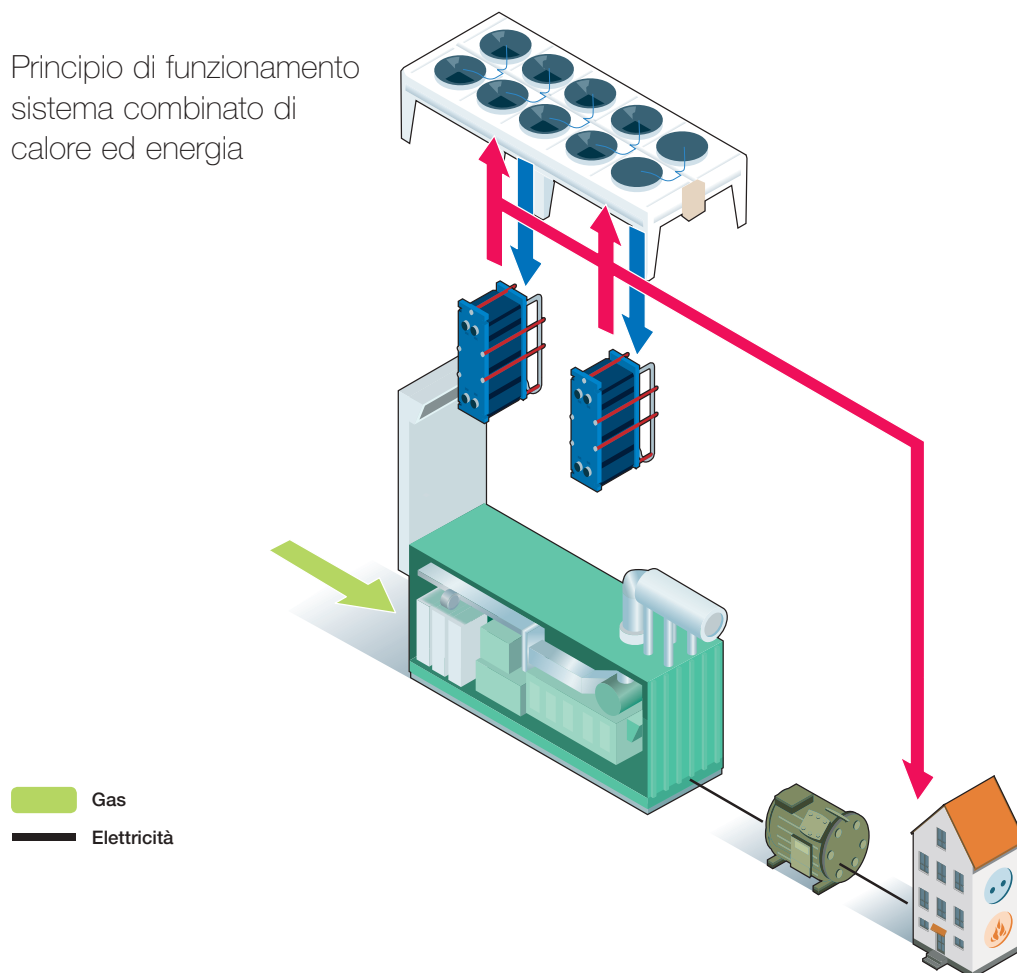 Principio di funzionamento
sistema combinato di
calore ed energia
Gas
Elettricità